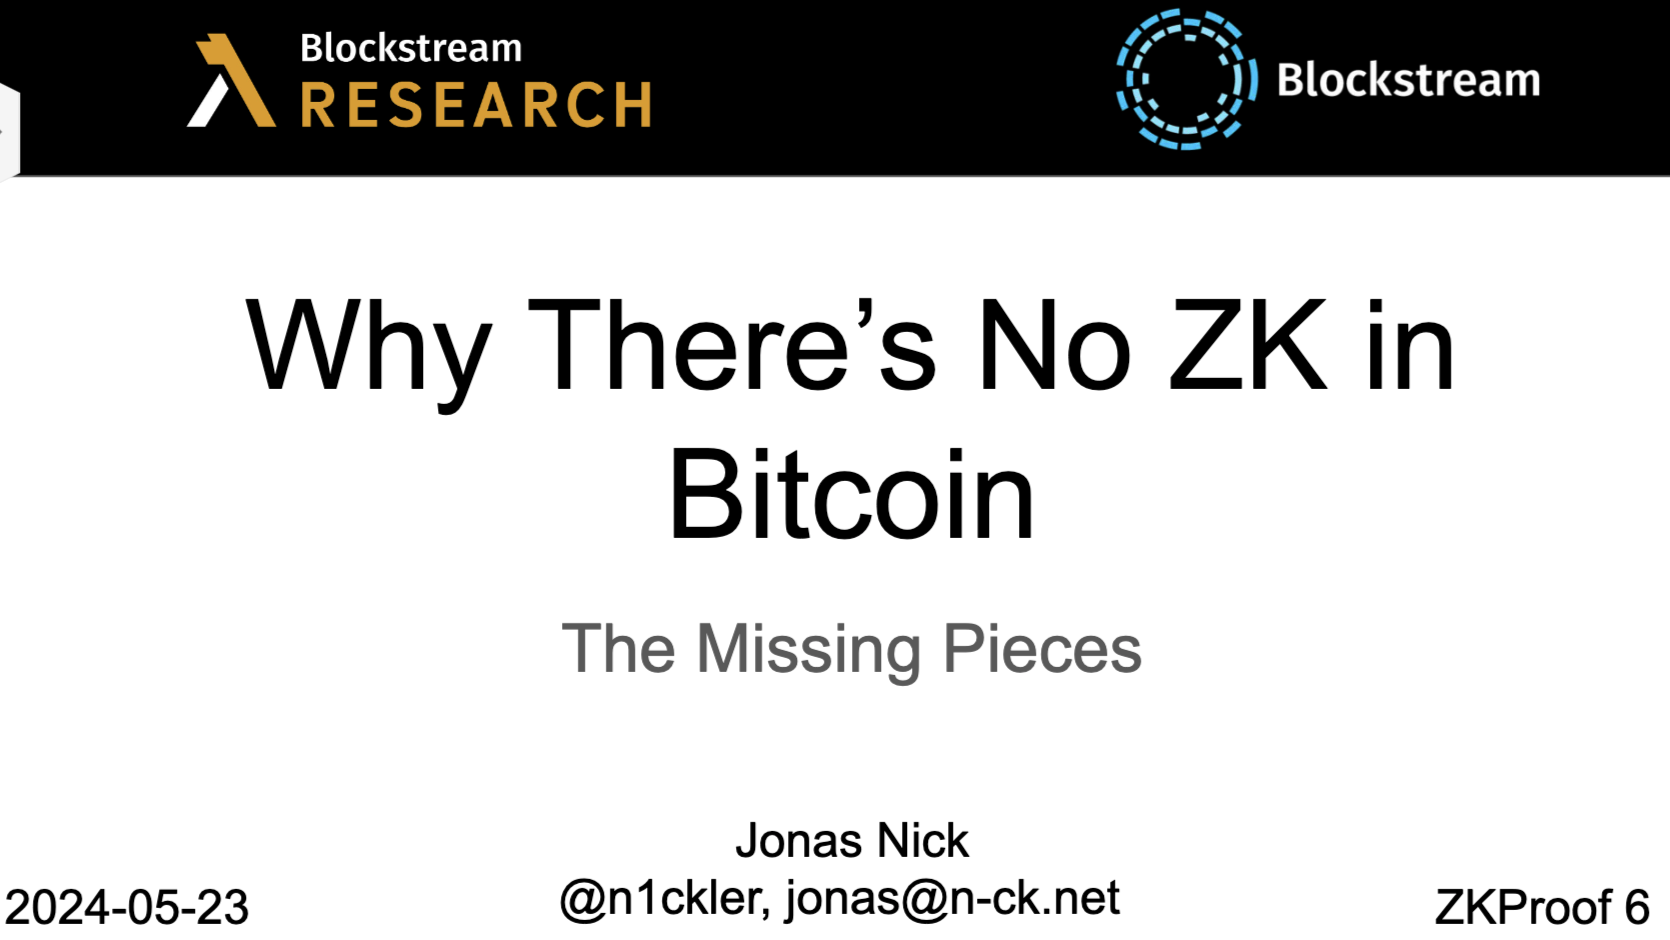 Blockstream
RESEARCH
Blockstream
Why There’s No ZK in
Bitcoin
The Missing Pieces
Jonas Nick
@n1ckler, jonas@n-ck.net
2024-05-23
ZKProof 6